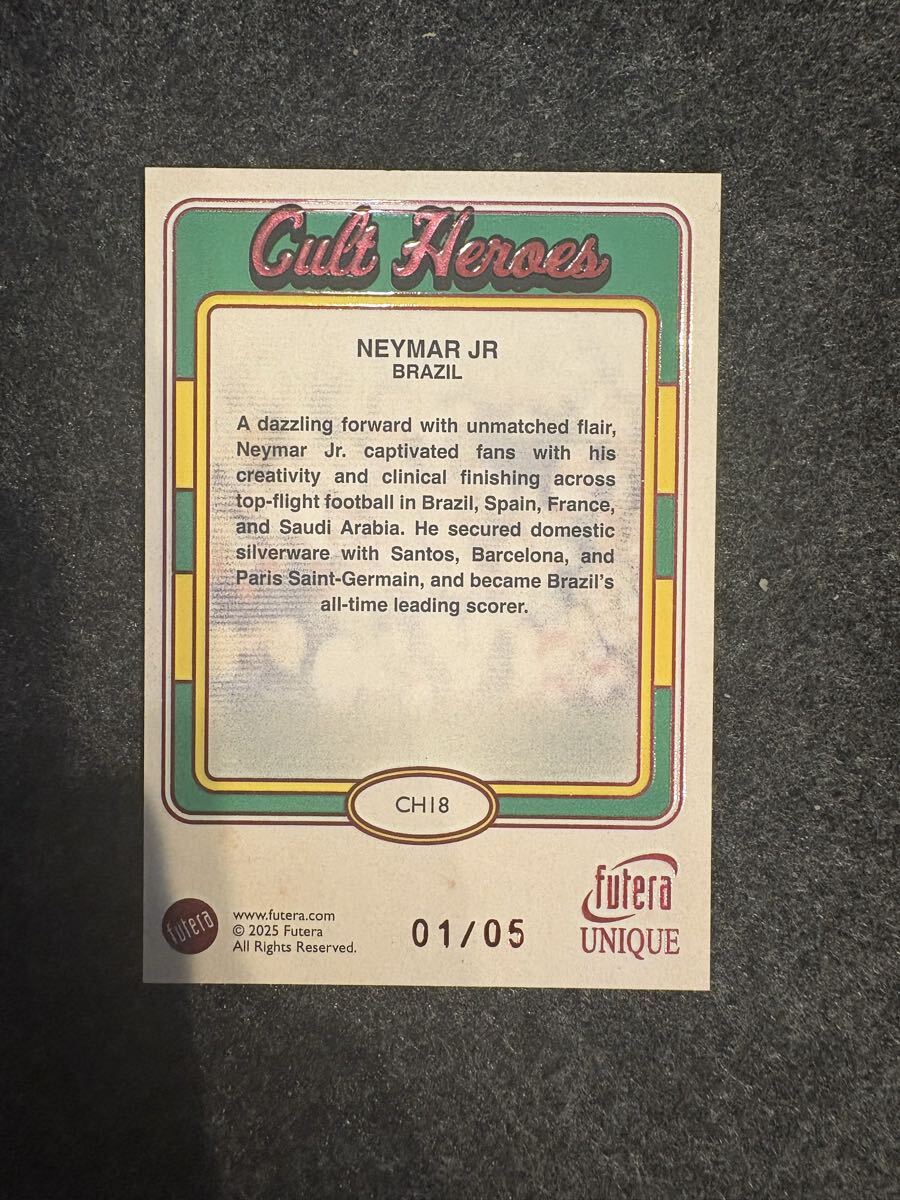 Cult Heroes
NEYMAR JR
BRAZIL
A dazzling forward with unmatched flair,
Neymar Jr. captivated fans with his
creativity and clinical finishing across
top-flight football in Brazil, Spain, France,
and Saudi Arabia. He secured domestic
silverware with Santos, Barcelona, and
Paris Saint-Germain, and became Brazil's
all-time leading scorer.
CH18
futera
www.futera.com
© 2025 Futera
All Rights Reserved.
01/05
futera
UNIQUE